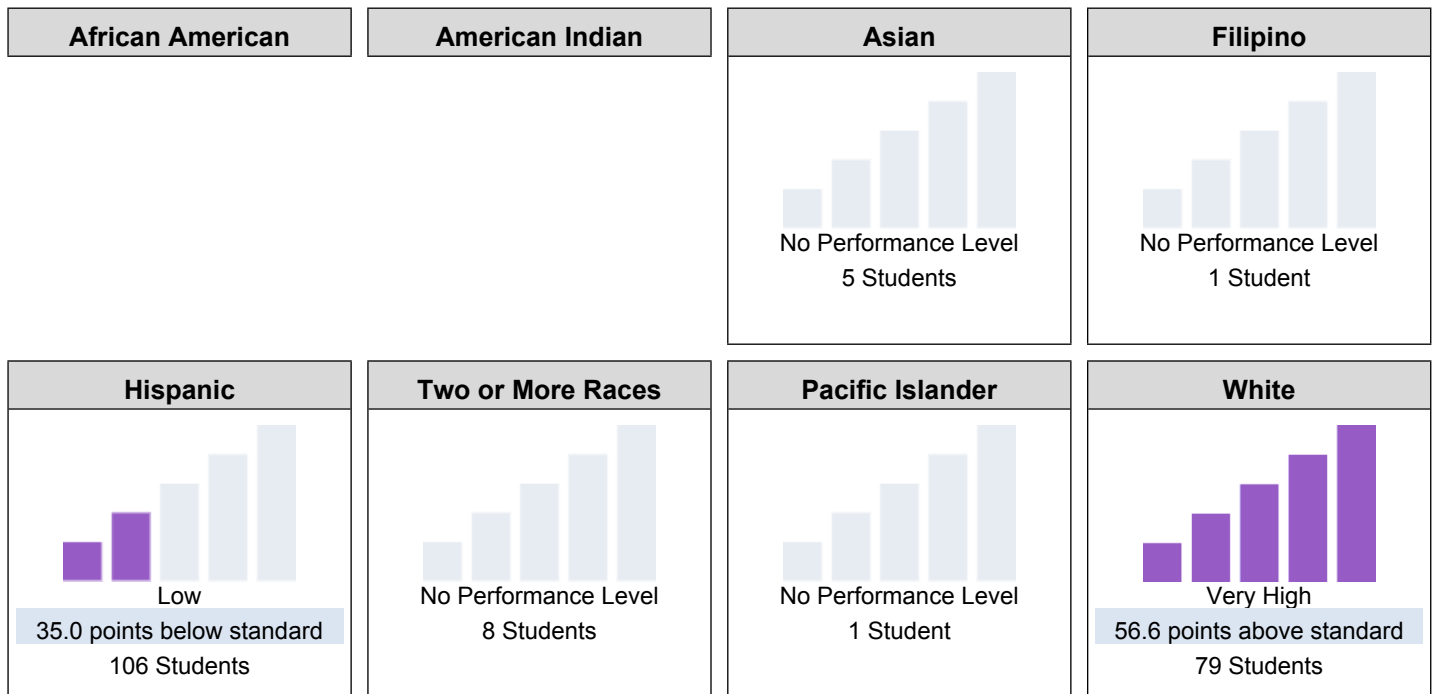 African American
American Indian
Asian
Filipino
No Performance Level
5 Students
No Performance Level
1 Student
Hispanic
Two or More Races
Pacific Islander
White
Low
35.0 points below standard
106 Students
No Performance Level
8 Students
No Performance Level
1 Student
Very High
56.6 points above standard
79 Students